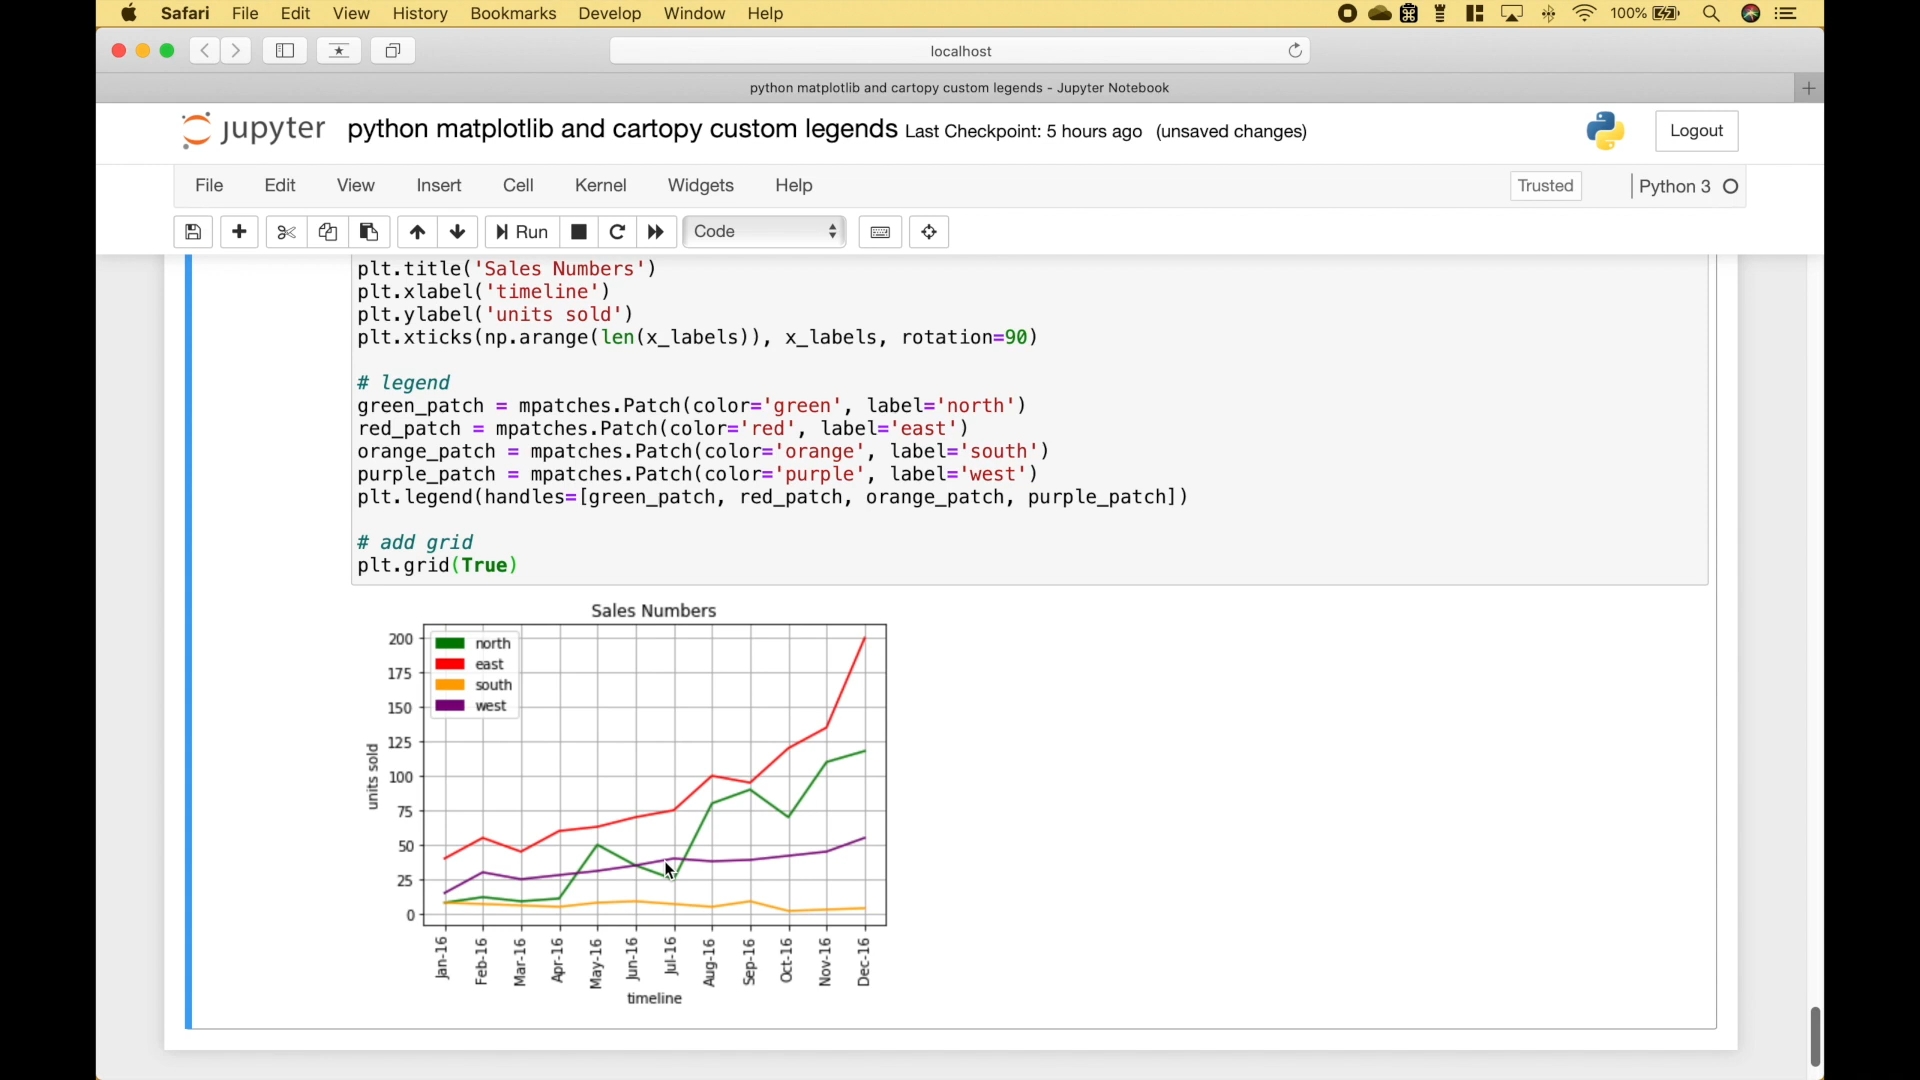 Safari File Edit View History Bookmarks Develop Window Help 100%
localhost
python matplotlib and cartopy custom legends - Jupyter Notebook
jupyter python matplotlib and cartopy custom legends Last Checkpoint: 5 hours ago (unsaved changes) Logout
File Edit View Insert Cell Kernel Widgets Help Trusted Python 3
Run Code
plt.title('Sales Numbers')
plt.xlabel('timeline')
plt.ylabel('units sold')
plt.xticks(np.arange(len(x_labels)), x_labels, rotation=90)
# legend
green_patch = mpatches.Patch(color='green', label='north')
red_patch = mpatches.Patch(color='red', label='east')
orange_patch = mpatches.Patch(color='orange', label='south')
purple_patch = mpatches.Patch(color='purple', label='west')
plt.legend(handles=[green_patch, red_patch, orange_patch, purple_patch])
# add grid
plt.grid(True)
Sales Numbers
north
east
south
west
units sold
200
175
150
125
100
75
50
25
0
Jan-16
Feb-16
Mar-16
Apr-16
May-16
Jun-16
Jul-16
Aug-16
Sep-16
Oct-16
Nov-16
Dec-16
timeline